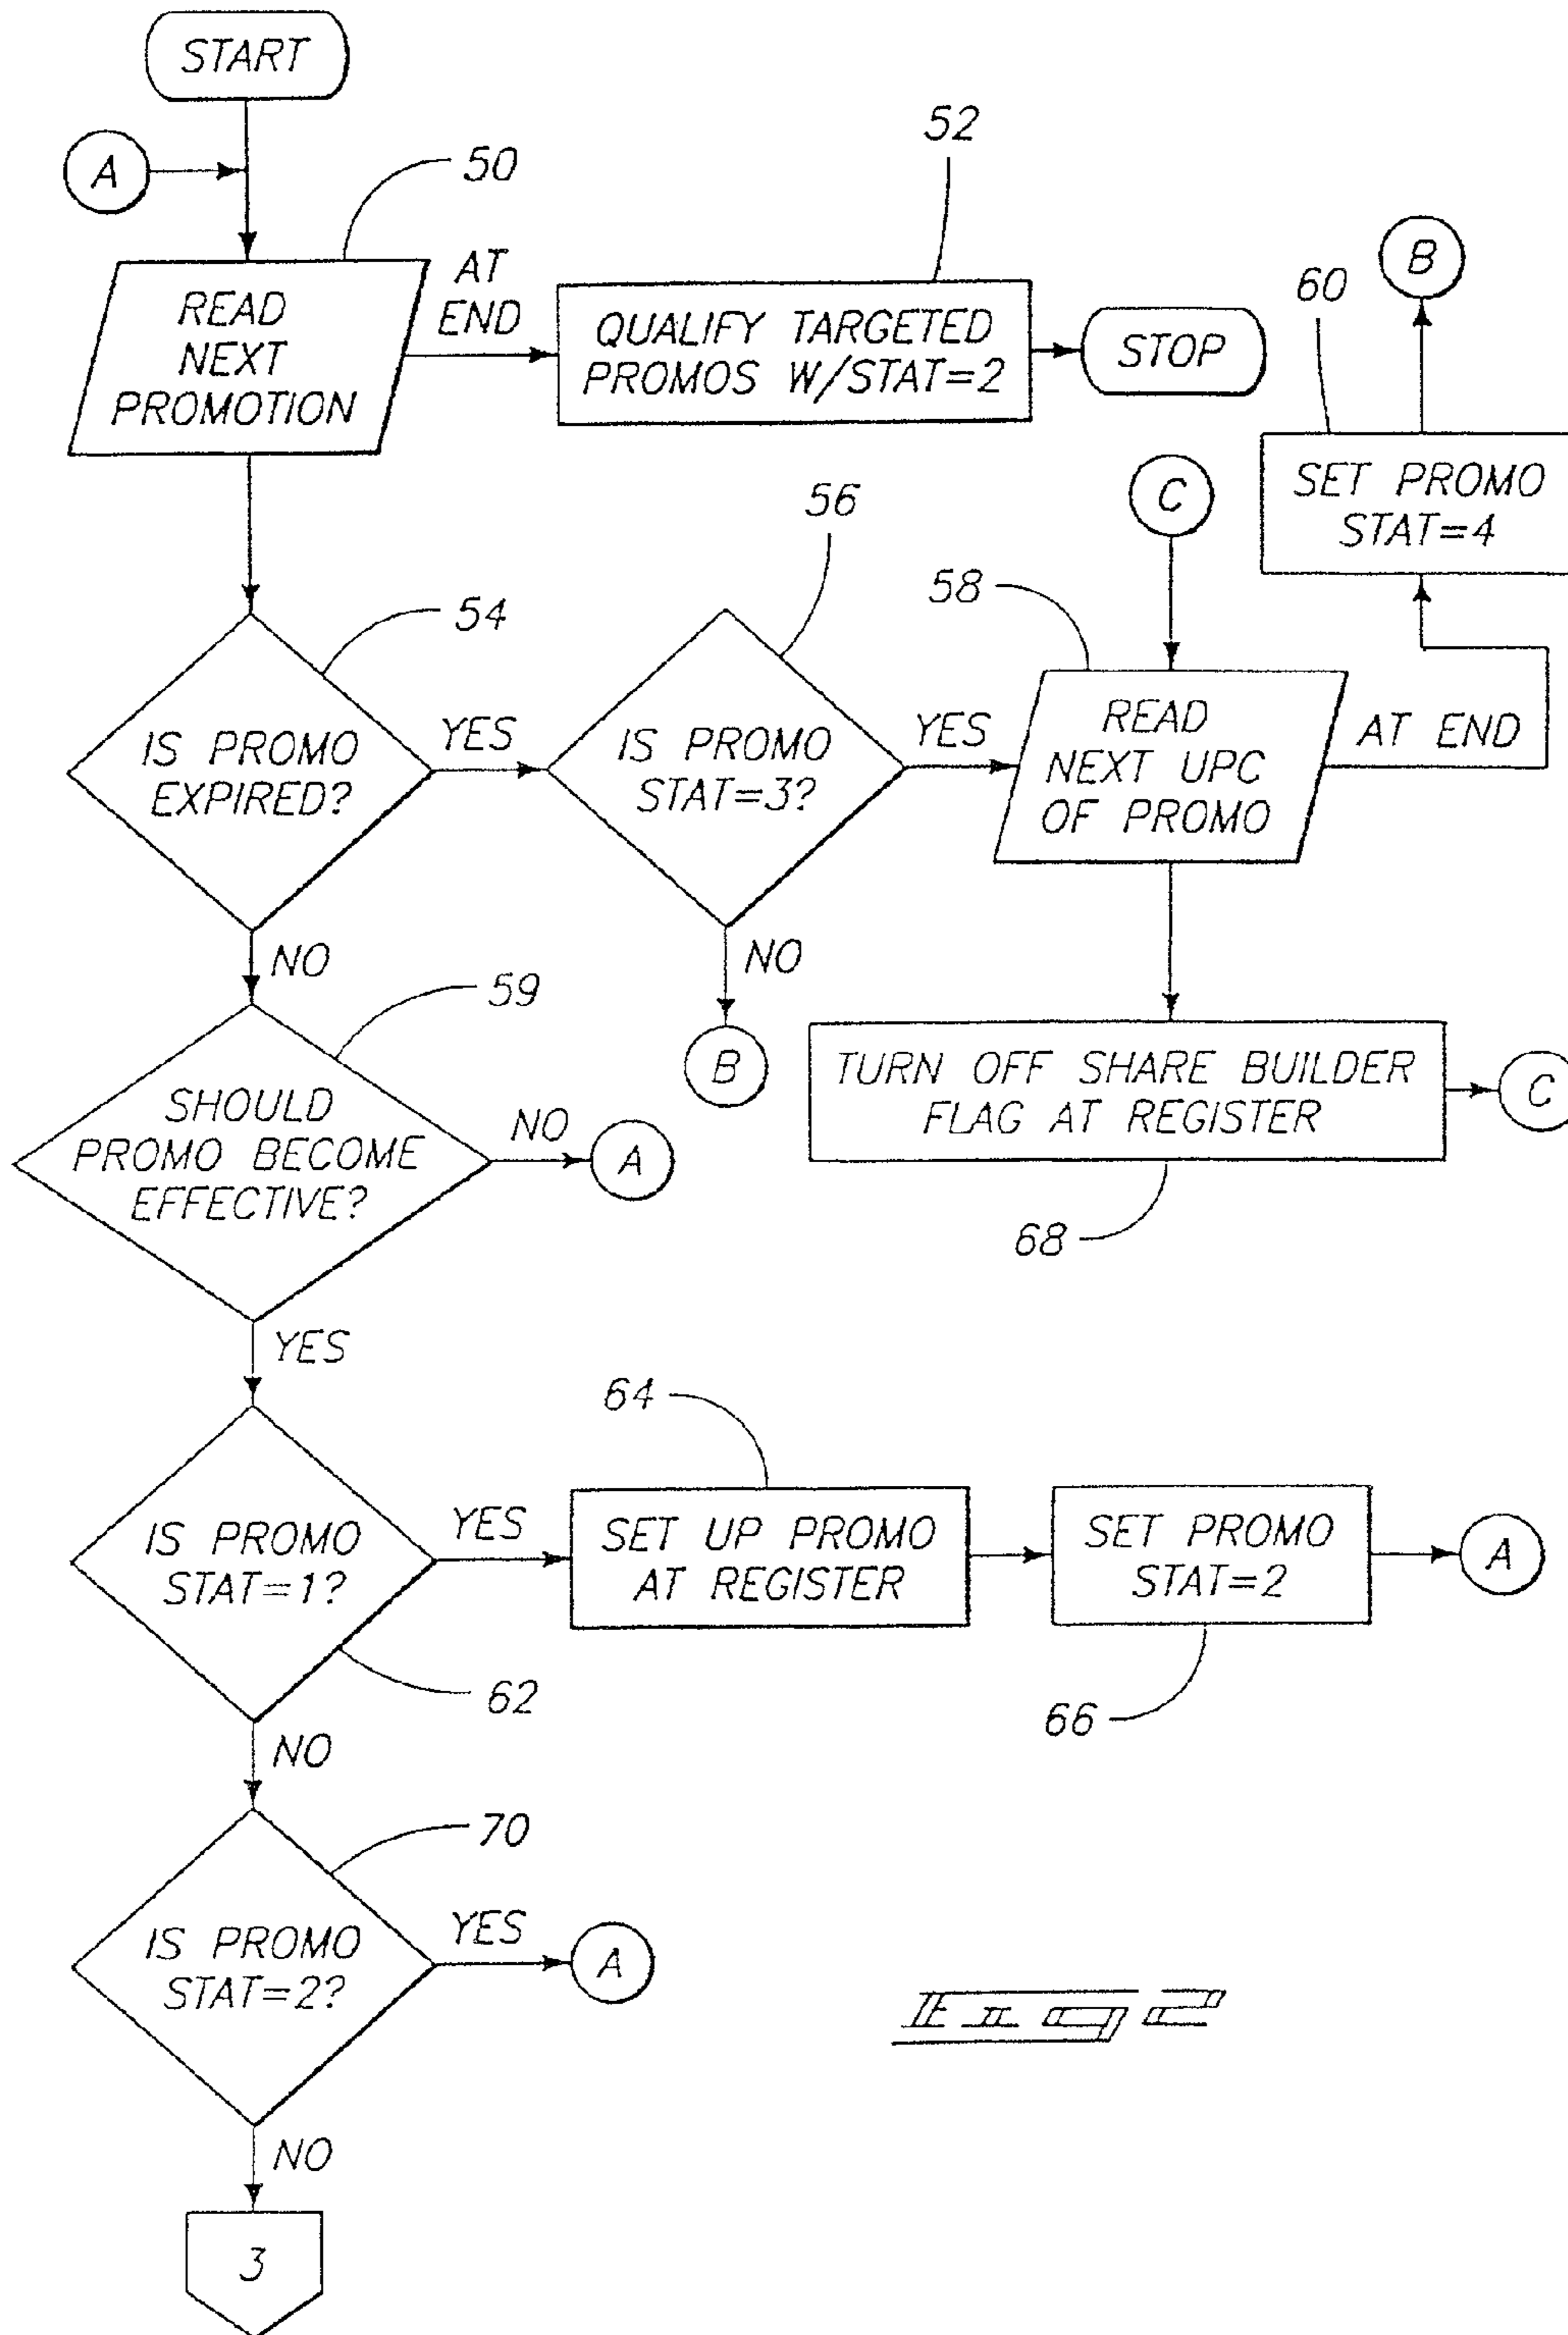 START
A
50
52
READ
NEXT
PROMOTION
AT
END
QUALIFY TARGETED
PROMOS W/STAT=2
STOP
B
60
SET PROMO
STAT=4
C
54
56
58
IS PROMO
EXPIRED?
YES
IS PROMO
STAT=3?
YES
READ
NEXT UPC
OF PROMO
AT END
NO
NO
B
59
SHOULD
PROMO BECOME
EFFECTIVE?
NO
A
TURN OFF SHARE BUILDER
FLAG AT REGISTER
C
68
YES
64
IS PROMO
STAT=1?
YES
SET UP PROMO
AT REGISTER
SET PROMO
STAT=2
A
62
66
NO
70
IS PROMO
STAT=2?
YES
A
NO
3
Fig 2